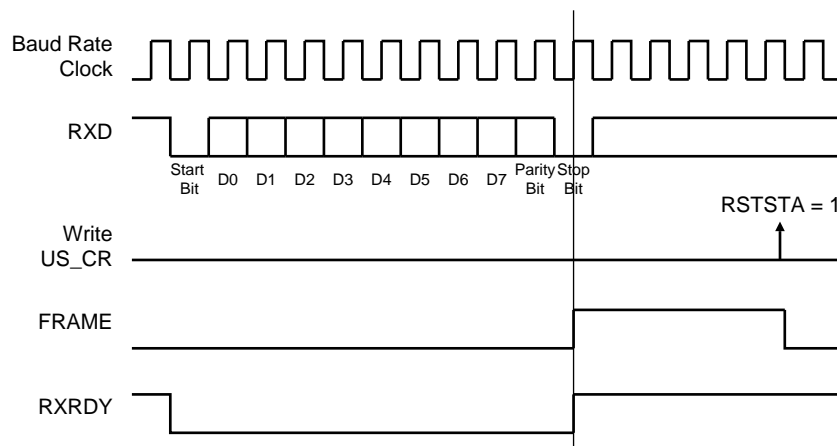 Baud Rate
Clock
RXD
Start
Bit
D0 D1 D2 D3 D4 D5 D6 D7
Parity
Bit
Stop
Bit
RSTSTA = 1
Write
US_CR
FRAME
RXRDY